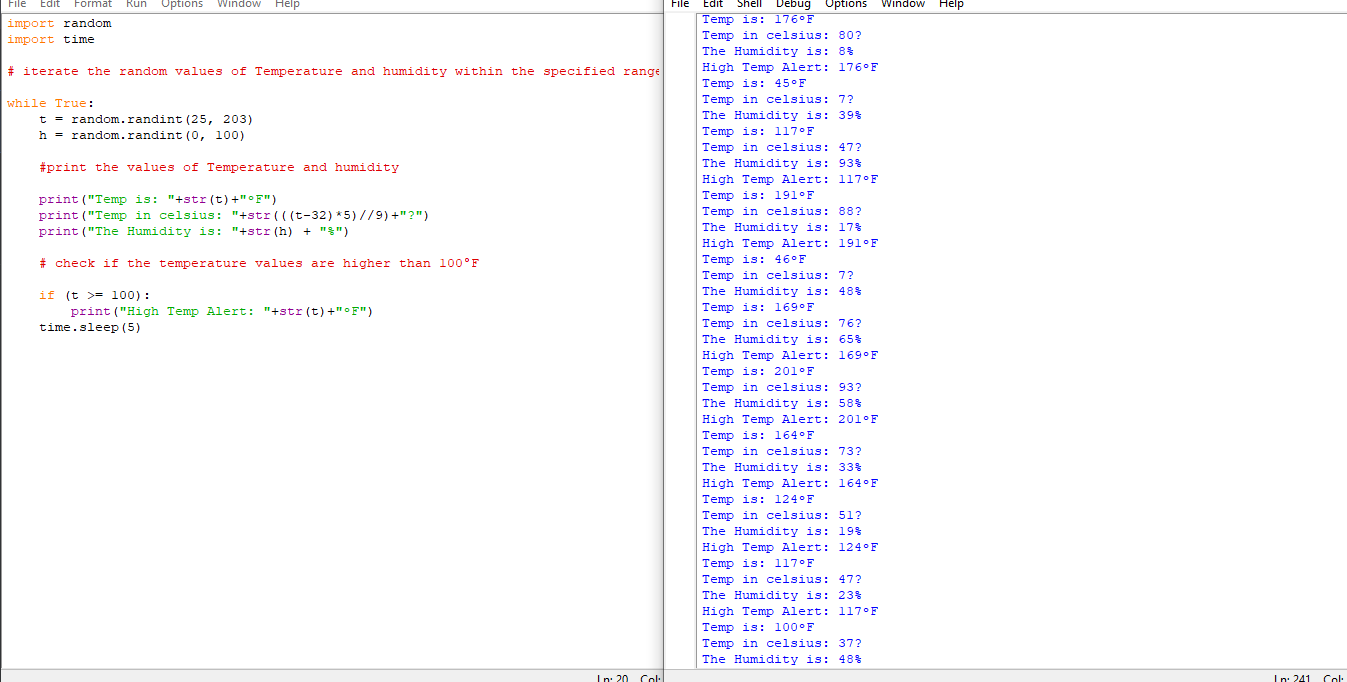 File Edit Format Run Options Window Help
import random
import time
# iterate the random values of Temperature and humidity within the specified range
while True:
    t = random.randint(25, 203)
    h = random.randint(0, 100)
    #print the values of Temperature and humidity
    print("Temp is: "+str(t)+"°F")
    print("Temp in celsius: "+str(((t-32)*5)//9)+"?")
    print("The Humidity is: "+str(h) + "%")
    # check if the temperature values are higher than 100°F
    if (t >= 100):
        print("High Temp Alert: "+str(t)+"°F")
    time.sleep(5)
Ln: 20 Col:
File Edit Shell Debug Options Window Help
Temp is: 176°F
Temp in celsius: 80?
The Humidity is: 8%
High Temp Alert: 176°F
Temp is: 45°F
Temp in celsius: 7?
The Humidity is: 39%
Temp is: 117°F
Temp in celsius: 47?
The Humidity is: 93%
High Temp Alert: 117°F
Temp is: 191°F
Temp in celsius: 88?
The Humidity is: 17%
High Temp Alert: 191°F
Temp is: 46°F
Temp in celsius: 7?
The Humidity is: 48%
Temp is: 169°F
Temp in celsius: 76?
The Humidity is: 65%
High Temp Alert: 169°F
Temp is: 201°F
Temp in celsius: 93?
The Humidity is: 58%
High Temp Alert: 201°F
Temp is: 164°F
Temp in celsius: 73?
The Humidity is: 33%
High Temp Alert: 164°F
Temp is: 124°F
Temp in celsius: 51?
The Humidity is: 19%
High Temp Alert: 124°F
Temp is: 117°F
Temp in celsius: 47?
The Humidity is: 23%
High Temp Alert: 117°F
Temp is: 100°F
Temp in celsius: 37?
The Humidity is: 48%
Ln: 241 Col: